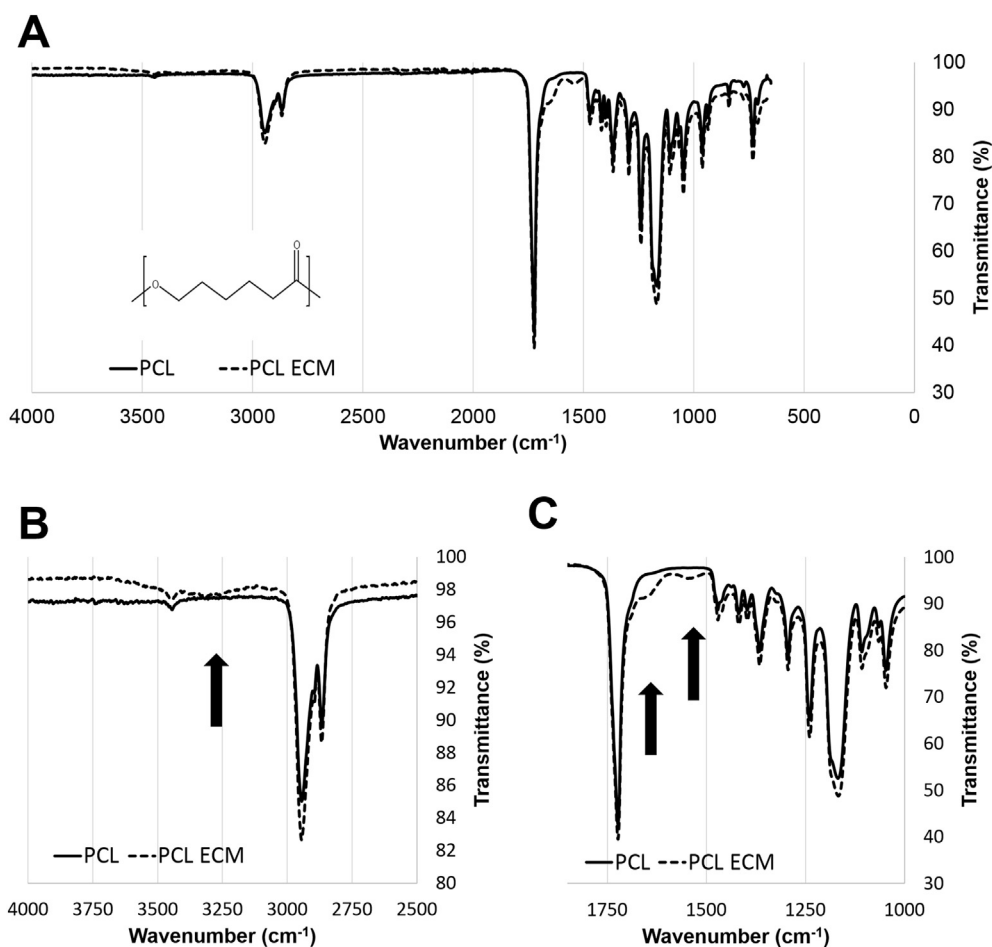 A
100
90
80
70
60
50
40
30
Transmittance (%)
O
O
PCL PCL ECM
4000 3500 3000 2500 2000 1500 1000 500 0
Wavenumber (cm-1)
B
100
98
96
94
92
90
88
86
84
82
80
Transmittance (%)
PCL PCL ECM
4000 3750 3500 3250 3000 2750 2500
Wavenumber (cm-1)
C
100
90
80
70
60
50
40
30
Transmittance (%)
PCL PCL ECM
1750 1500 1250 1000
Wavenumber (cm-1)